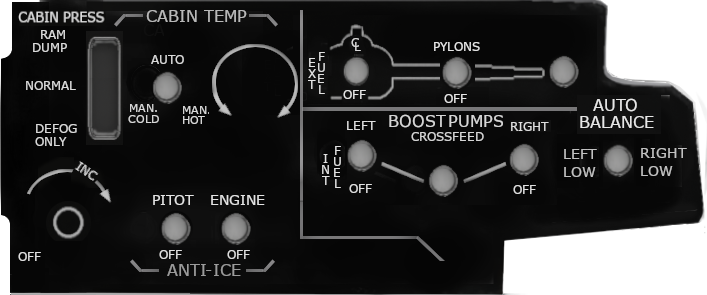 CABIN PRESS
RAM
DUMP
NORMAL
DEFOG
ONLY
CABIN TEMP
AUTO
MAN.
COLD
MAN.
HOT
INC
OFF
PITOT
ENGINE
OFF
OFF
ANTI-ICE
EXT
FUEL
CL
OFF
PYLONS
OFF
BOOST PUMPS
CROSSFEED
LEFT
RIGHT
INT
FUEL
OFF
OFF
AUTO
BALANCE
LEFT
LOW
RIGHT
LOW